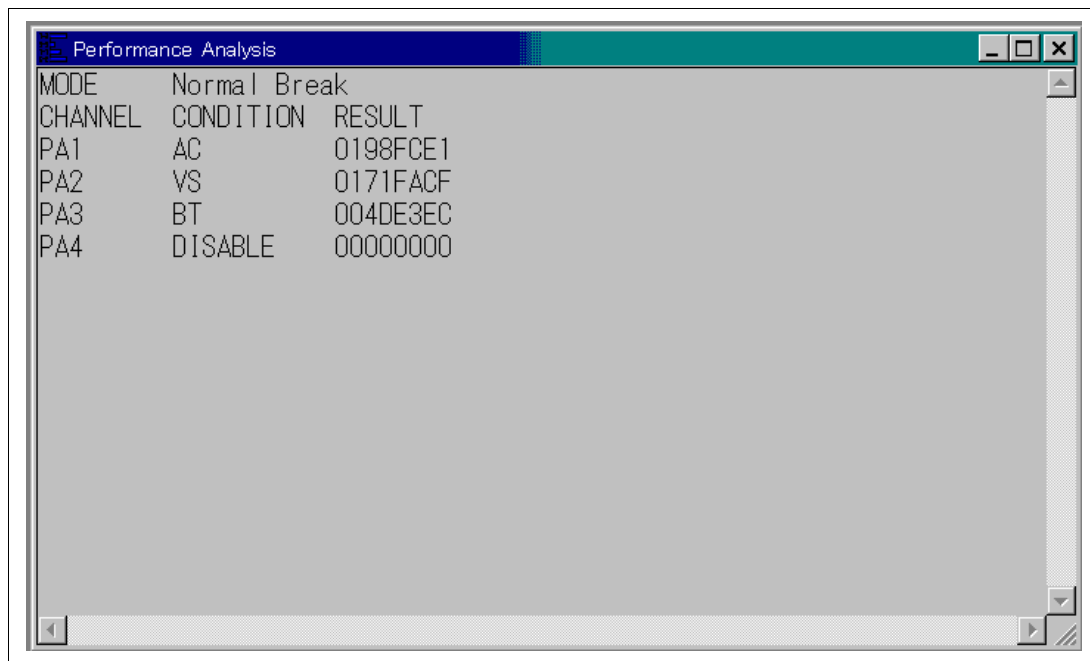 Performance Analysis
MODE Normal Break
CHANNEL CONDITION RESULT
PA1 AC 0198FCE1
PA2 VS 0171FACF
PA3 BT 004DE3EC
PA4 DISABLE 00000000